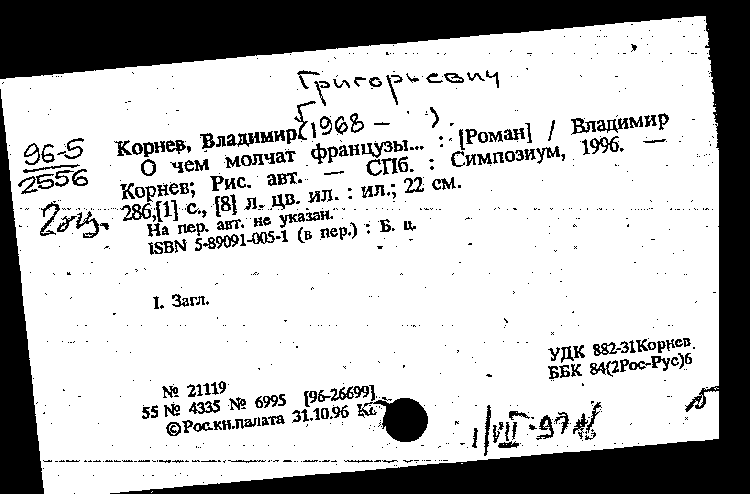 Григорьевич
96-5
2556
2экз.
Корнев, Владимир (1968 - ).
О чем молчат французы... : [Роман] / Владимир
Корнев; Рис. авт. — СПб. : Симпозиум, 1996. —
286,[1] с., [8] л. цв. ил. : ил.; 22 см.
На пер. авт. не указан.
ISBN 5-89091-005-1 (в пер.) : Б. ц.
I. Загл.
УДК 882-31Корнев
ББК 84(2Рос-Рус)6
№ 21119
55 № 4335 № 6995 [96-26699]
©Рос.кн.палата 31.10.96
1/VII-97